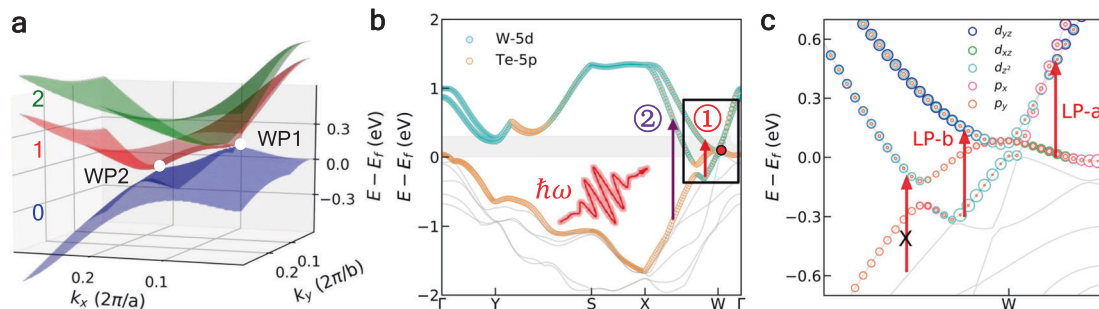 a
2
1
0
WP1
WP2
0.3
0.0
−0.3
E − E_f (eV)
0.2
0.1
k_x (2π/a)
0.2
0.1
k_y (2π/b)
b
2
1
0
−1
−2
E − E_f (eV)
W-5d
Te-5p
②
①
ħω
Γ
Y
S
X
W
Γ
c
0.6
0.3
0.0
−0.3
−0.6
E − E_f (eV)
d_yz
d_xz
d_z²
p_x
p_y
LP-a
LP-b
X
W